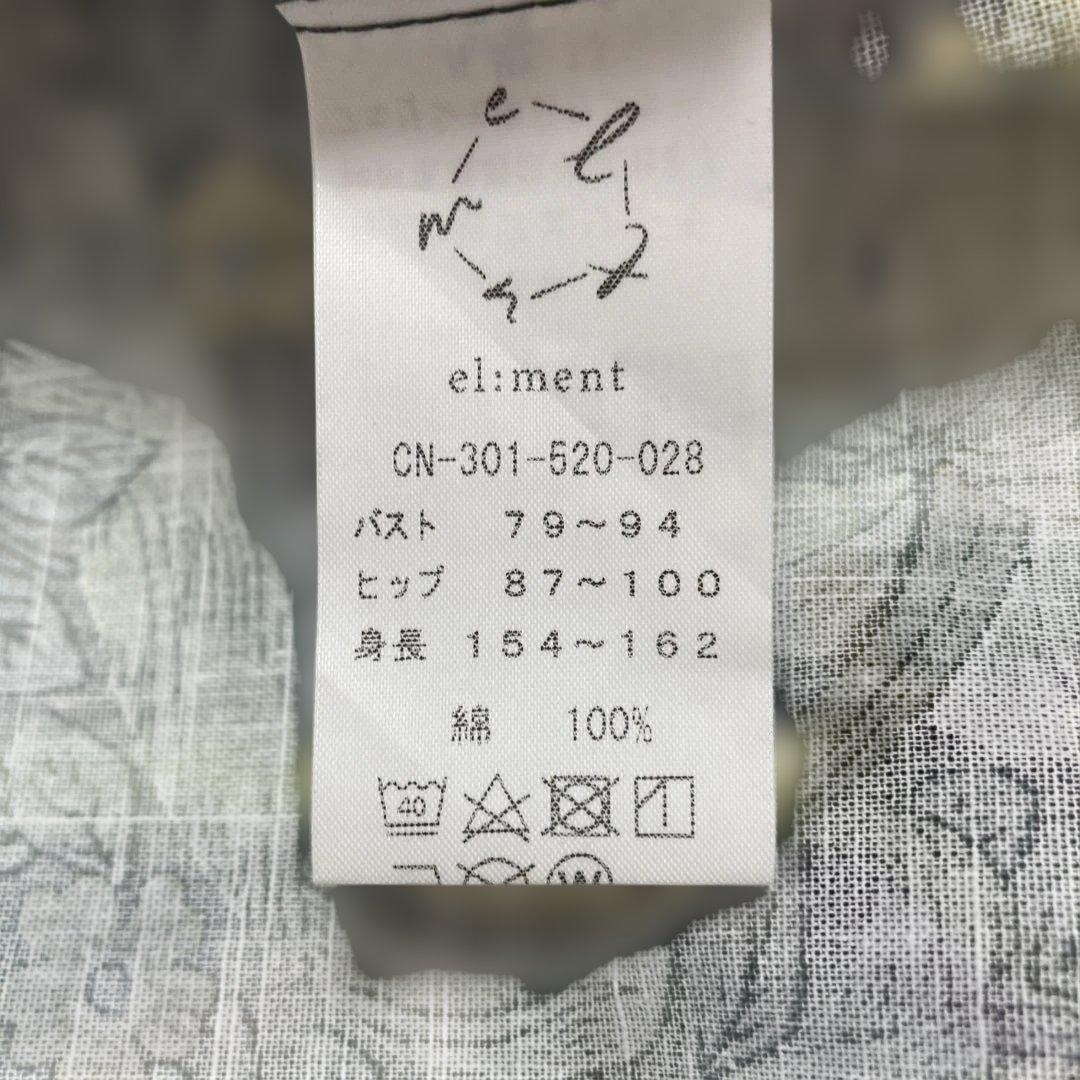 el:ment
CN-301-520-028
バスト 79～94
ヒップ 87～100
身長 154～162
綿 100%
40